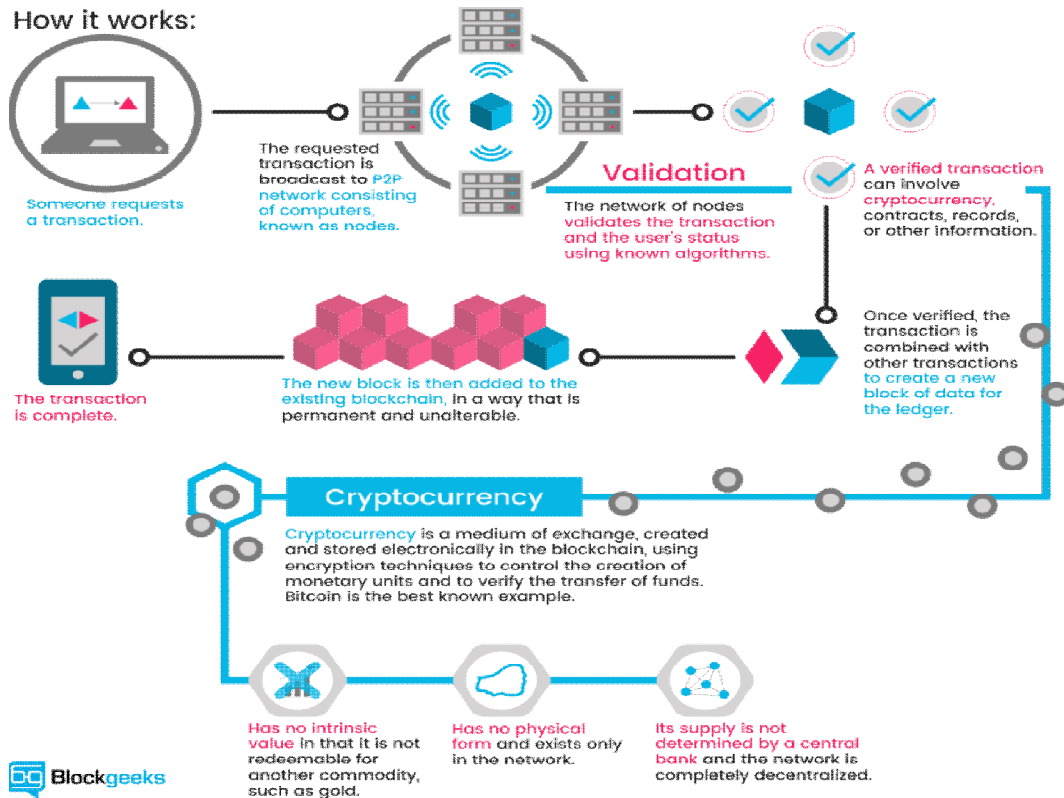 How it works:
Someone requests
a transaction.
The requested
transaction is
broadcast to P2P
network consisting
of computers,
known as nodes.
Validation
The network of nodes
validates the transaction
and the user's status
using known algorithms.
A verified transaction
can involve
cryptocurrency,
contracts, records,
or other information.
Once verified, the
transaction is
combined with
other transactions
to create a new
block of data for
the ledger.
The new block is then added to the
existing blockchain, in a way that is
permanent and unalterable.
The transaction
is complete.
Cryptocurrency
Cryptocurrency is a medium of exchange, created
and stored electronically in the blockchain, using
encryption techniques to control the creation of
monetary units and to verify the transfer of funds.
Bitcoin is the best known example.
Has no intrinsic
value in that it is not
redeemable for
another commodity,
such as gold.
Has no physical
form and exists only
in the network.
Its supply is not
determined by a central
bank and the network is
completely decentralized.
Blockgeeks